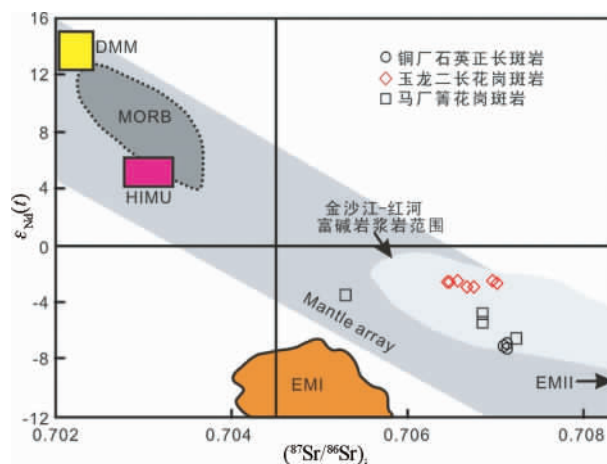 16
12
8
4
0
-4
-8
-12
εNd(t)
DMM
MORB
HIMU
铜厂石英正长斑岩
玉龙二长花岗斑岩
马厂箐花岗斑岩
金沙江-红河
富碱岩浆岩范围
Mantle array
EMI
EMII
0.702
0.704
0.706
0.708
(⁸⁷Sr/⁸⁶Sr)ᵢ